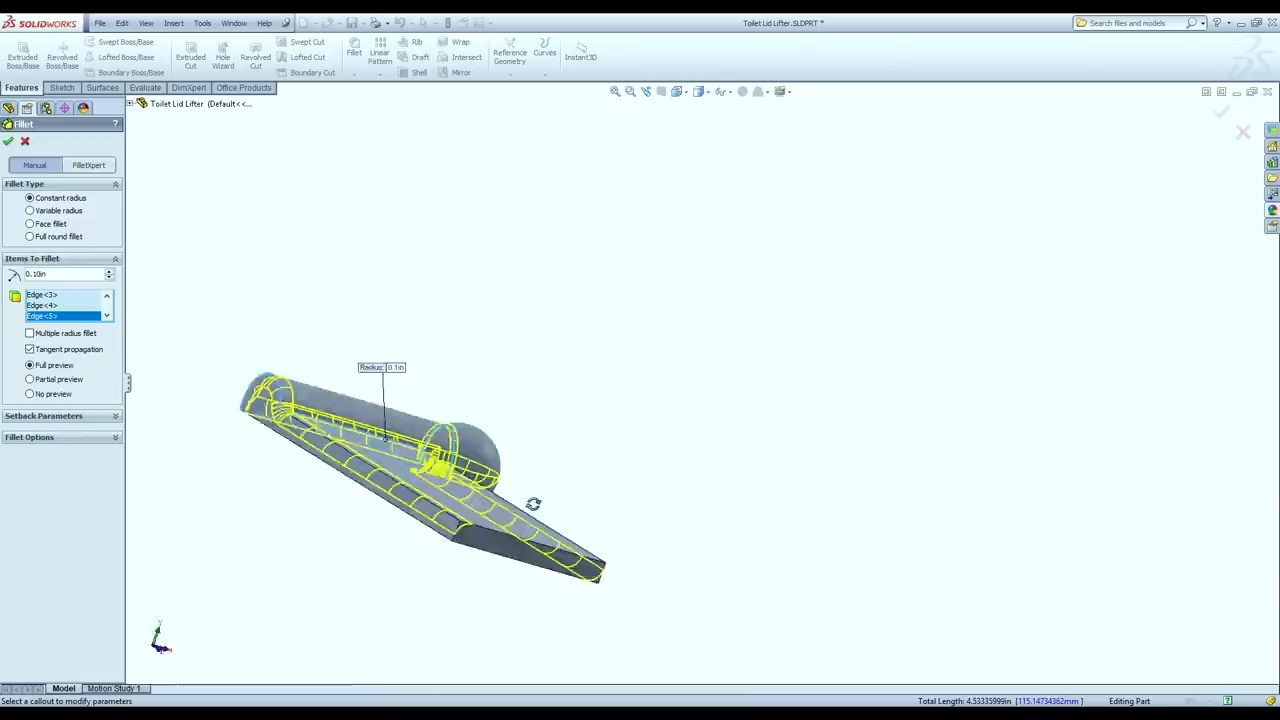 SOLIDWORKS File Edit View Insert Tools Window Help Toilet Lid Lifter.SLDPRT * Search files and models
Extruded Boss/Base
Revolved Boss/Base
Swept Boss/Base
Lofted Boss/Base
Boundary Boss/Base
Extruded Cut
Hole Wizard
Revolved Cut
Swept Cut
Lofted Cut
Boundary Cut
Fillet
Linear Pattern
Rib
Draft
Shell
Wrap
Intersect
Mirror
Reference Geometry
Curves
Instant3D
Features Sketch Surfaces Evaluate DimXpert Office Products
Toilet Lid Lifter (Default<<...
Fillet ?
Manual FilletXpert
Fillet Type
Constant radius
Variable radius
Face fillet
Full round fillet
Items To Fillet
0.10in
Edge<3>
Edge<4>
Edge<5>
Multiple radius fillet
Tangent propagation
Full preview
Partial preview
No preview
Setback Parameters
Fillet Options
Radius: 0.1in
Y
Model Motion Study 1
Select a callout to modify parameters Total Length: 4.53335999in [115.14734362mm] Editing Part